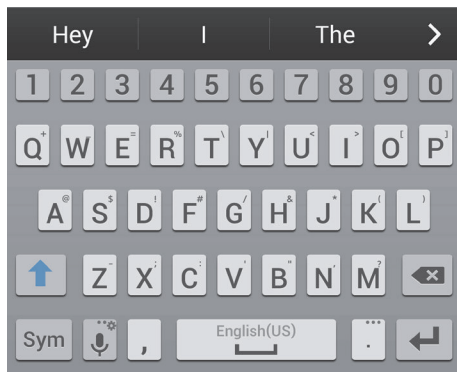 Hey I The >
1 2 3 4 5 6 7 8 9 0
Q+ W E= R% T\ Y| U< I> O[ P]
A@ S$ D! F# G/ H& J* K( L)
Z- X; C: V' B" N, M?
Sym , English(US) .